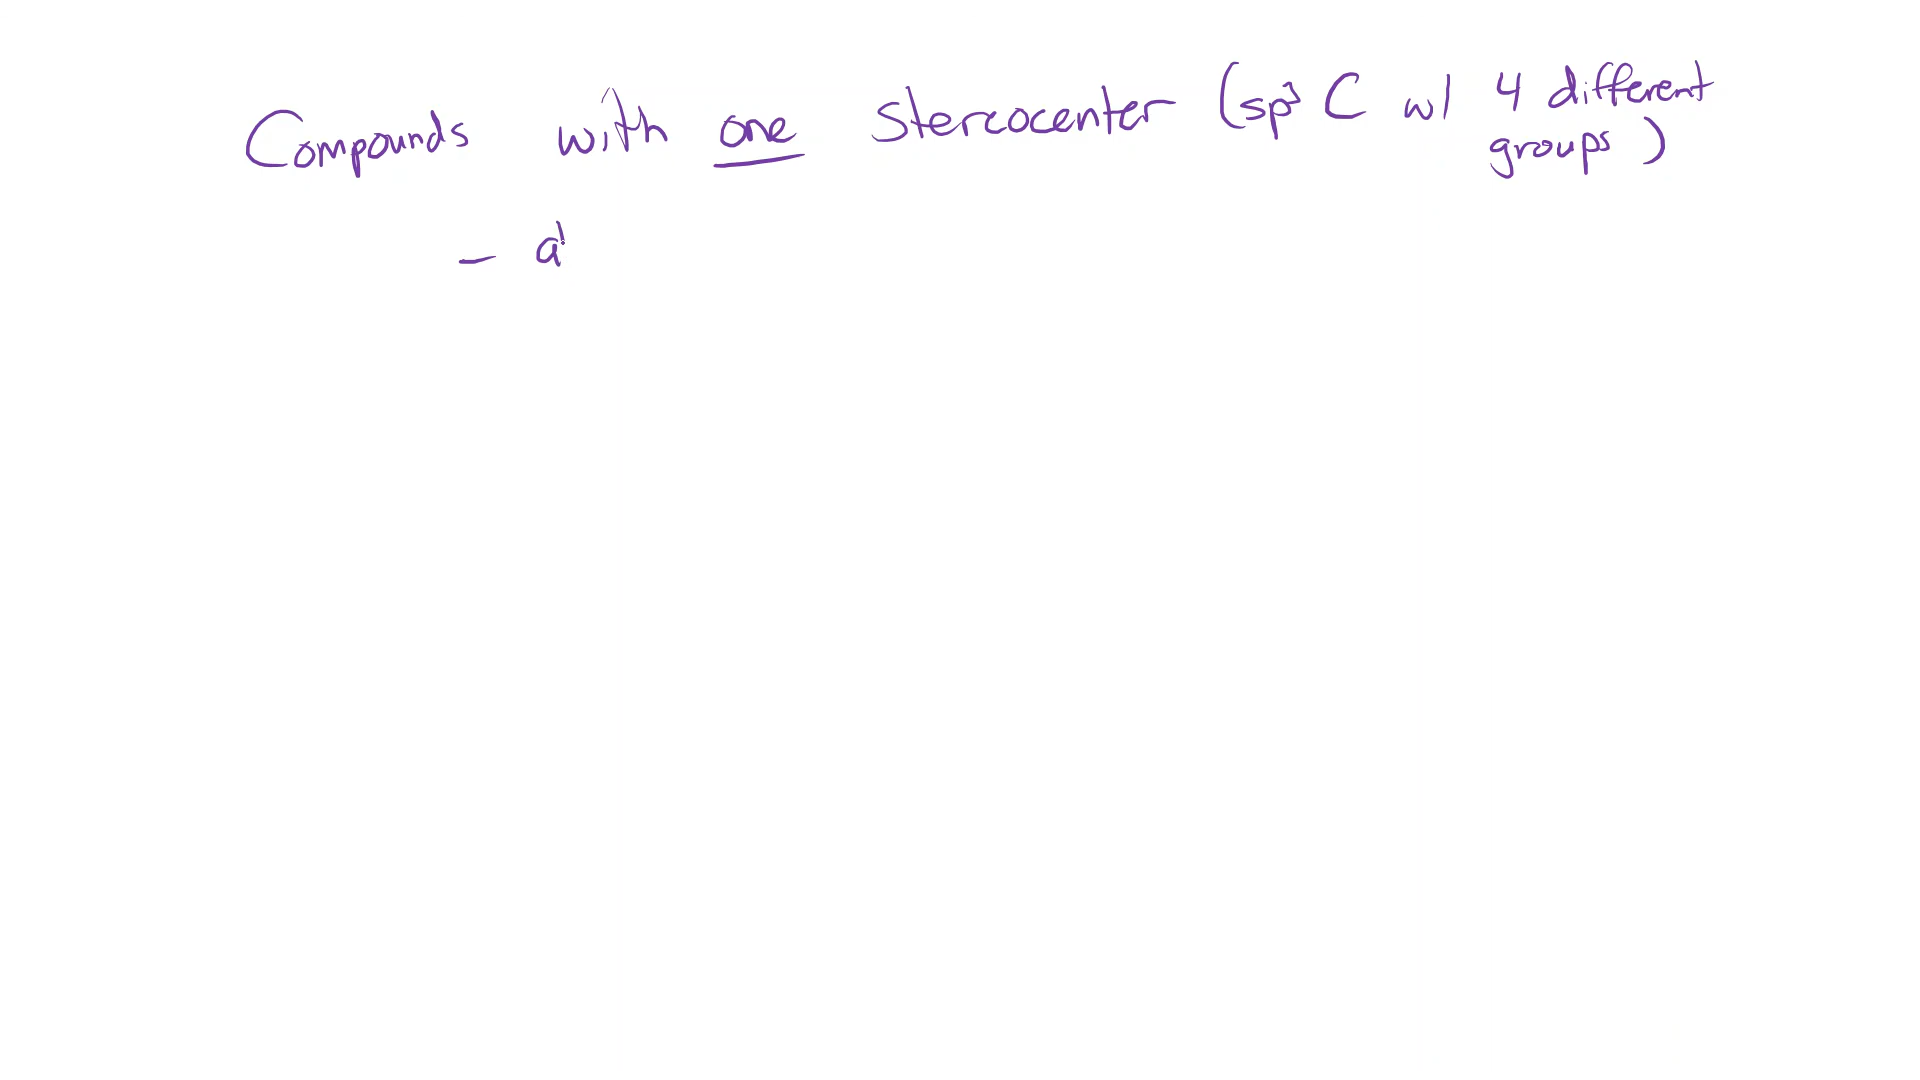 Compounds with one stereocenter (sp³ C w/ 4 different
groups)
- a